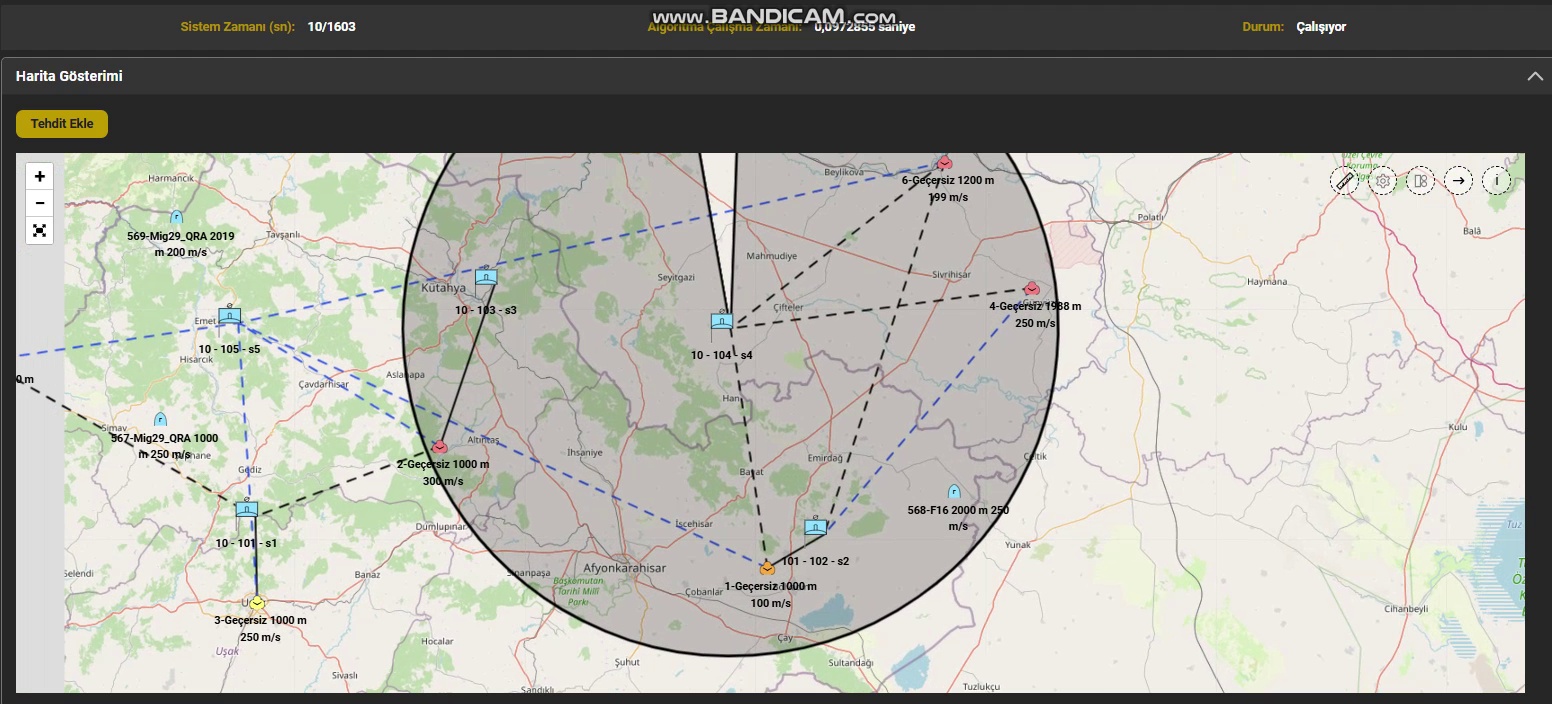 www.BANDICAM.com
Sistem Zamanı (sn): 10/1603
Algoritma Çalışma Zamanı: 0,0972855 saniye
Durum: Çalışıyor
Harita Gösterimi
Tehdit Ekle
+
−
Harmancık
Beylikova
6-Geçersiz 1200 m
199 m/s
Polatlı
Balâ
569-Mig29_QRA 2019
m 200 m/s
Tavşanlı
Mahmudiye
Seyitgazi
Sivrihisar
Haymana
Kütahya
10 - 103 - s3
Çifteler
4-Geçersiz 1988 m
250 m/s
Emet
10 - 105 - s5
Hisarcık
10 - 104 - s4
0 m
Çavdarhisar
Aslanapa
Han
Simav
567-Mig29_QRA 1000
m 250 m/s
Gediz
Altıntaş
2-Geçersiz 1000 m
300 m/s
İhsaniye
Bayat
Emirdağ
Çeltik
Kulu
568-F16 2000 m 250
m/s
Dumlupınar
İscehisar
10 - 101 - s1
Yunak
101 - 102 - s2
Selendi
Banaz
Sinanpaşa
Afyonkarahisar
Başkomutan
Tarihî Millî
Parkı
Çobanlar
1-Geçersiz 1000 m
100 m/s
3-Geçersiz 1000 m
250 m/s
Uşak
Cihanbeyli
Hocalar
Çay
Şuhut
Sultandağı
Sivaslı
Sandıklı
Tuzlukçu